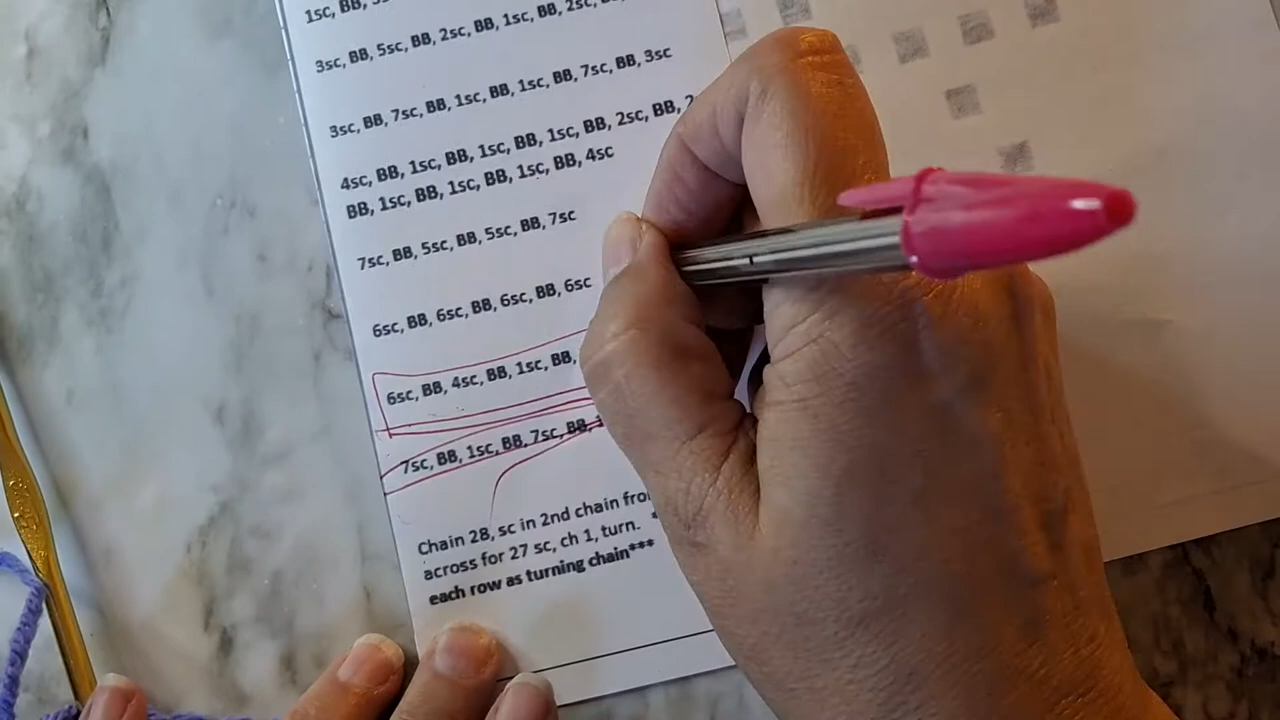 1sc, BB,
3sc, BB, 5sc, BB, 2sc, BB, 1sc, BB, 2sc,
3sc, BB, 7sc, BB, 1sc, BB, 1sc, BB, 7sc, BB, 3sc
4sc, BB, 1sc, BB, 1sc, BB, 1sc, BB, 2sc, BB,
BB, 1sc, BB, 1sc, BB, 1sc, BB, 4sc
7sc, BB, 5sc, BB, 5sc, BB, 7sc
6sc, BB, 6sc, BB, 6sc, BB, 6sc
6sc, BB, 4sc, BB, 1sc, BB,
7sc, BB, 1sc, BB, 7sc, BB,
Chain 28, sc in 2nd chain
across for 27 sc, ch 1, turn.
each row as turning chain***